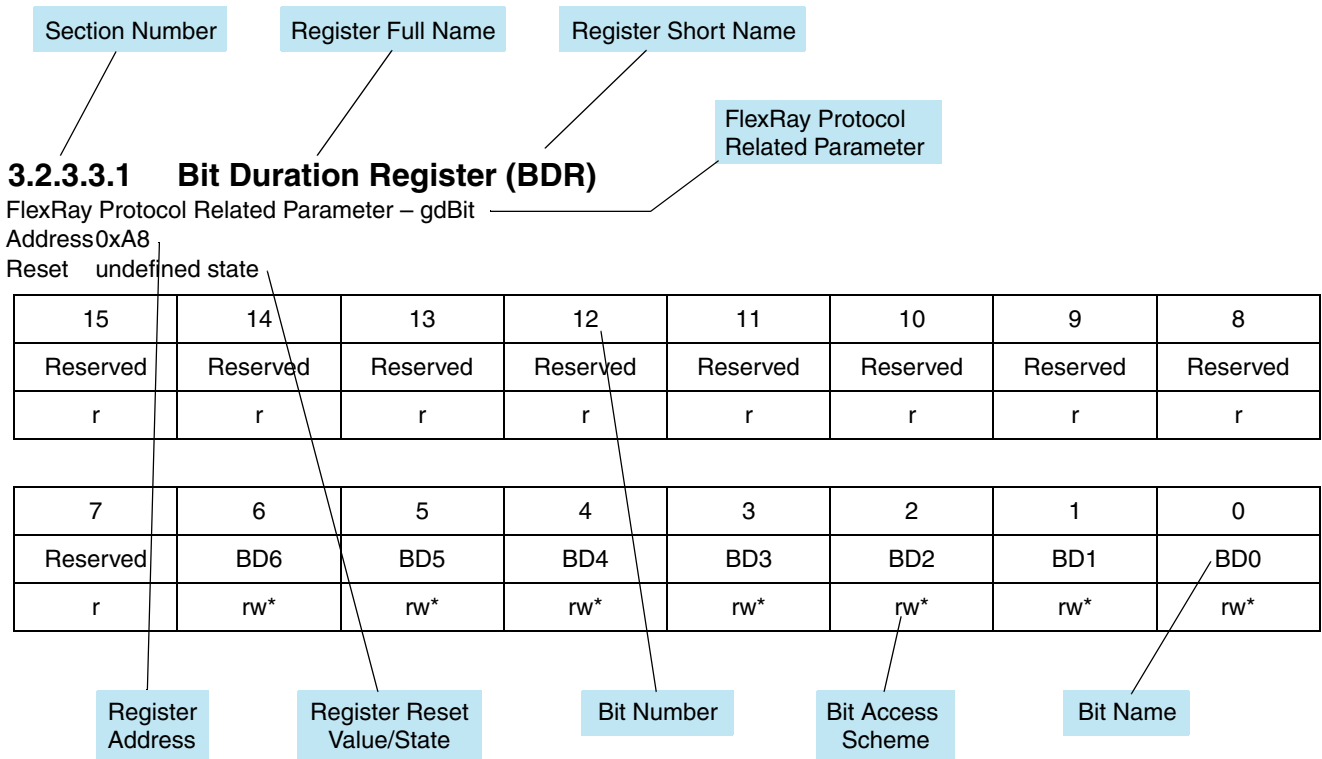 Section Number Register Full Name Register Short Name
FlexRay Protocol
Related Parameter
3.2.3.3.1 Bit Duration Register (BDR)
FlexRay Protocol Related Parameter – gdBit
Address 0xA8
Reset undefined state
15 14 13 12 11 10 9 8
Reserved Reserved Reserved Reserved Reserved Reserved Reserved Reserved
r r r r r r r r
7 6 5 4 3 2 1 0
Reserved BD6 BD5 BD4 BD3 BD2 BD1 BD0
r rw* rw* rw* rw* rw* rw* rw*
Register
Address
Register Reset
Value/State
Bit Number
Bit Access
Scheme
Bit Name